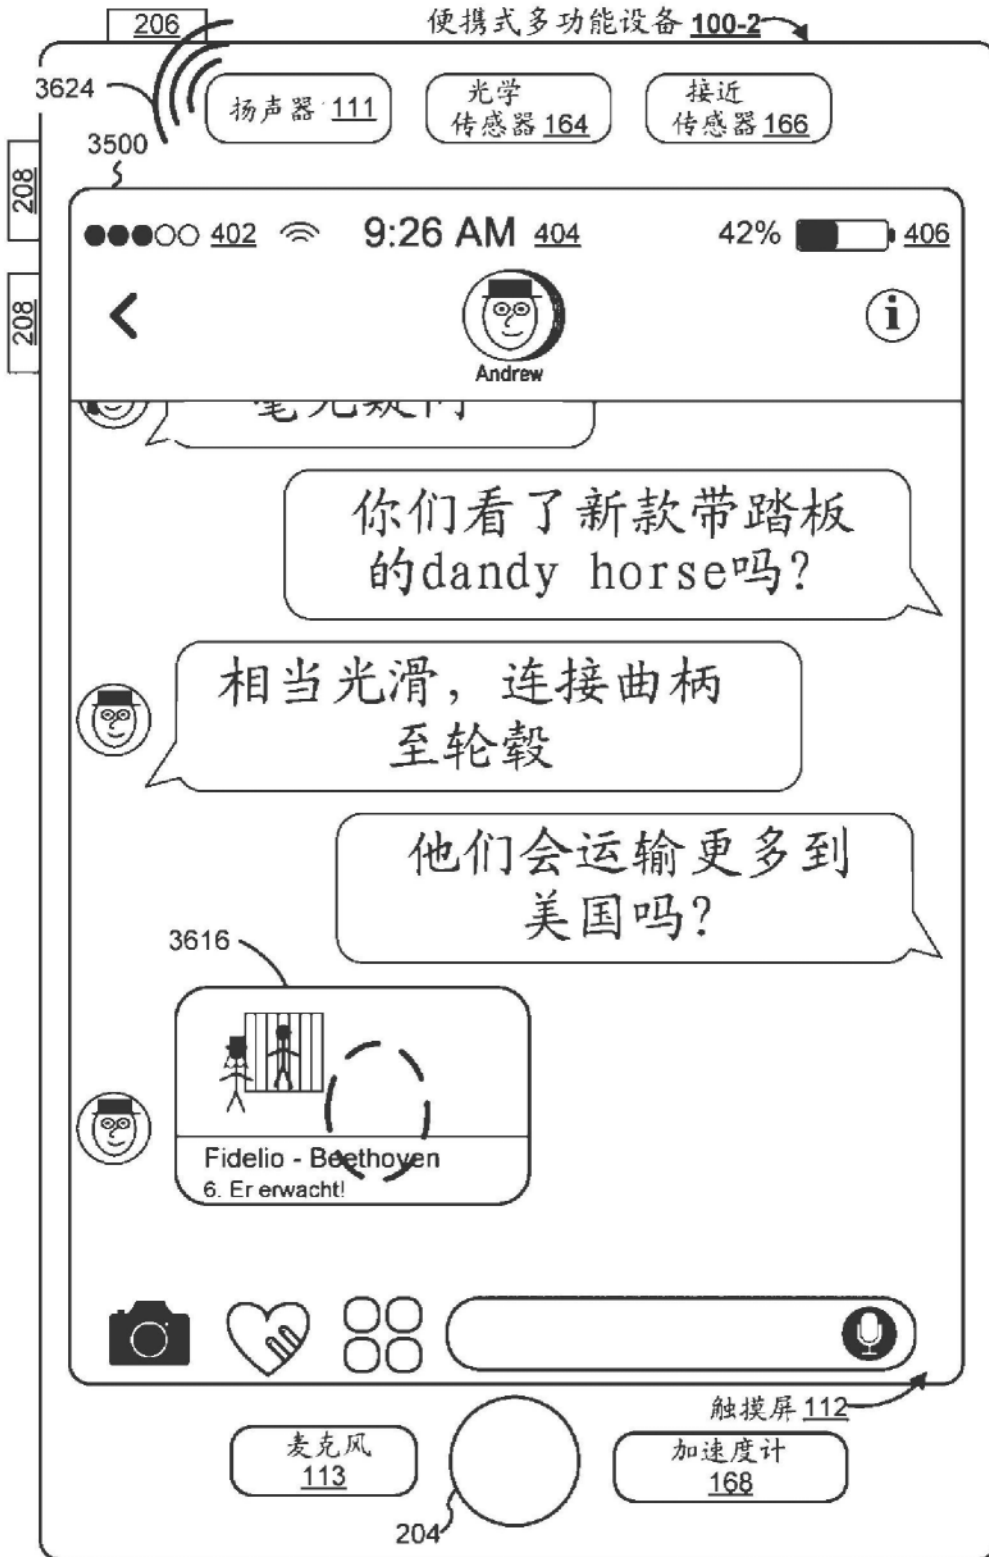 206
便携式多功能设备 100-2
3624
扬声器 111
光学
传感器 164
接近
传感器 166
3500
208
402
9:26 AM 404
42%
406
208
i
Andrew
毫无疑问
你们看了新款带踏板
的dandy horse吗?
相当光滑，连接曲柄
至轮毂
他们会运输更多到
美国吗?
3616
Fidelio - Beethoven
6. Er erwacht!
触摸屏 112
麦克风
113
加速度计
168
204